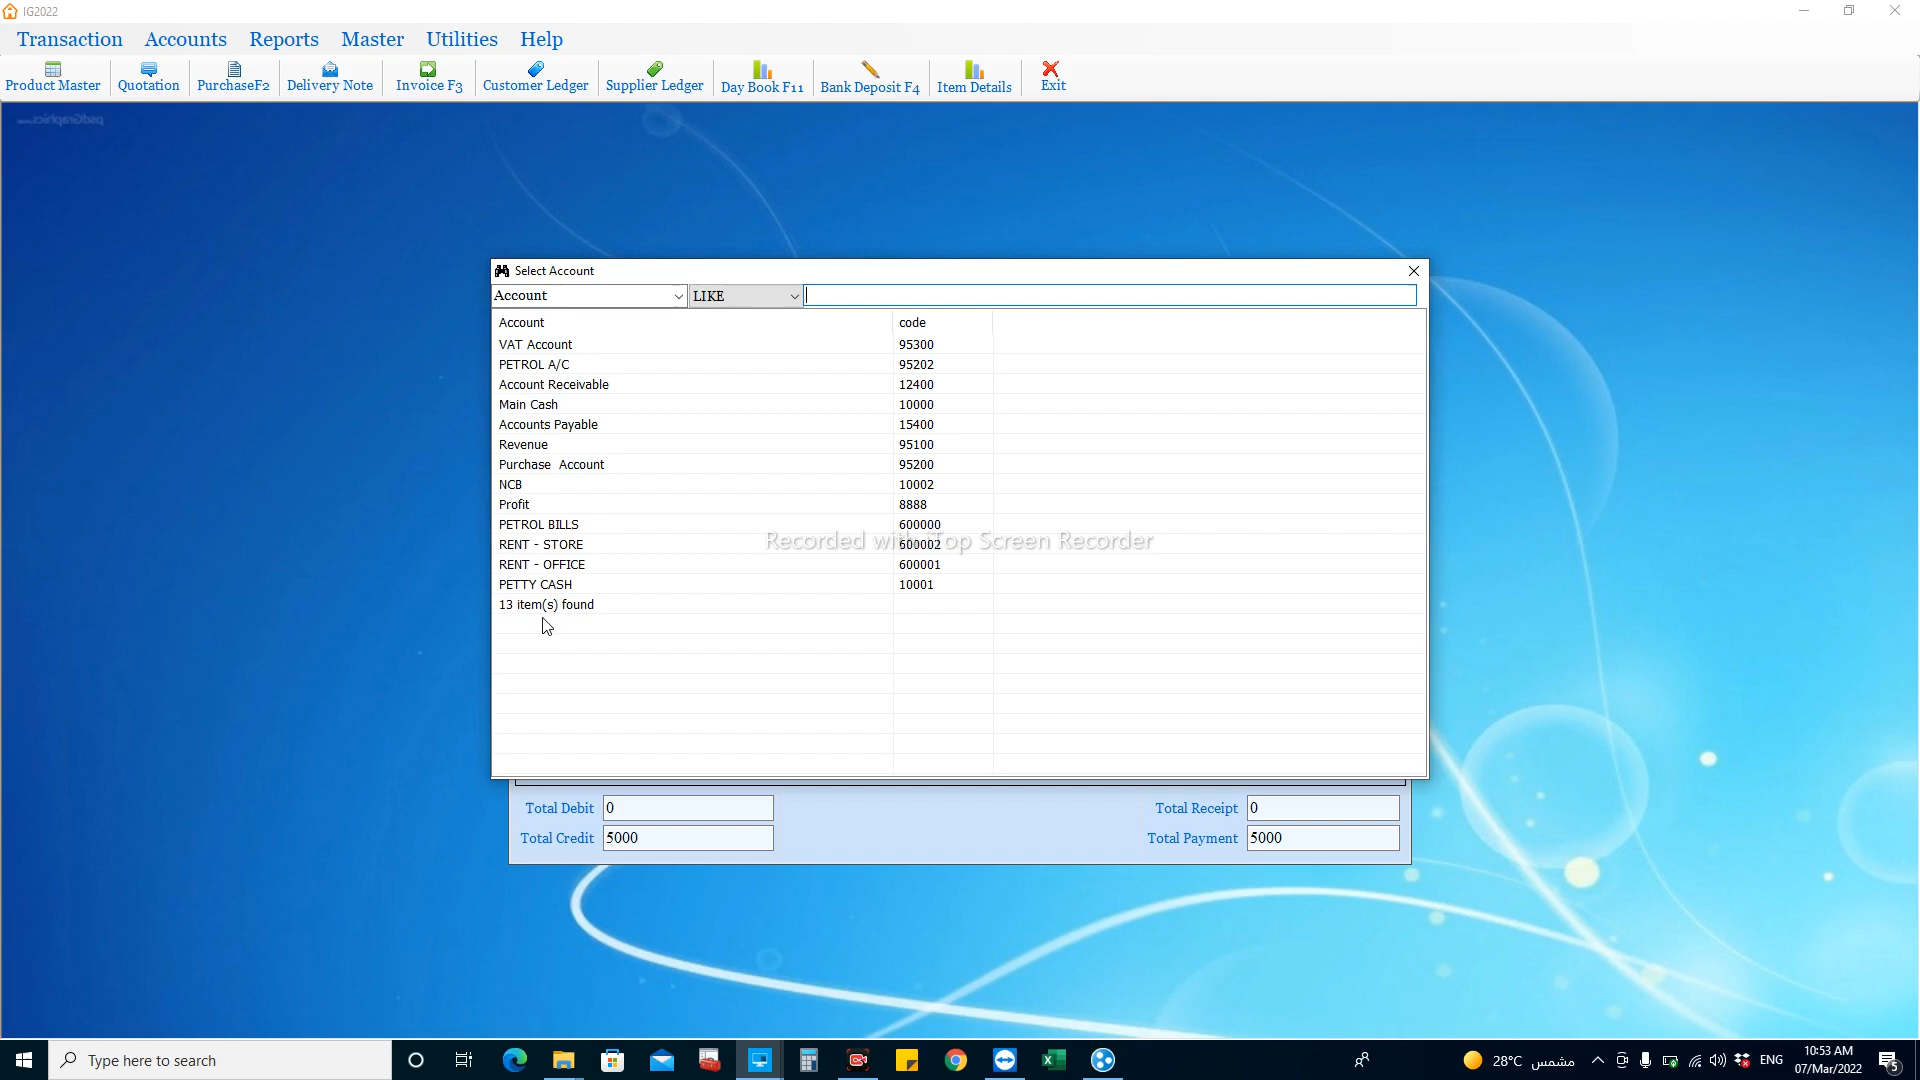 IG2022
Transaction Accounts Reports Master Utilities Help
Product Master Quotation PurchaseF2 Delivery Note Invoice F3 Customer Ledger Supplier Ledger Day Book F11 Bank Deposit F4 Item Details Exit
psdGraphics
Select Account
Account LIKE
Account code
VAT Account 95300
PETROL A/C 95202
Account Receivable 12400
Main Cash 10000
Accounts Payable 15400
Revenue 95100
Purchase Account 95200
NCB 10002
Profit 8888
PETROL BILLS 600000
RENT - STORE 600002
Recorded with iTop Screen Recorder
RENT - OFFICE 600001
PETTY CASH 10001
13 item(s) found
Total Debit 0 Total Receipt 0
Total Credit 5000 Total Payment 5000
Type here to search
28°C مشمس ENG
10:53 AM
07/Mar/2022
5